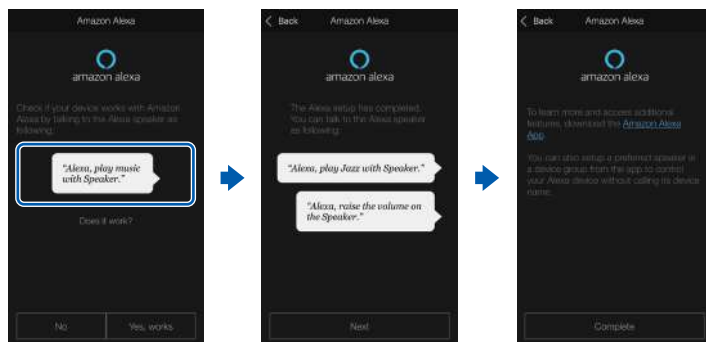 Amazon Alexa
amazon alexa
Check if your device works with Amazon
Alexa by talking to the Alexa speaker as
following:
"Alexa, play music
with Speaker."
Does it work?
No
Yes, works
Back
Amazon Alexa
amazon alexa
The Alexa setup has completed.
You can talk to the Alexa speaker
as following:
"Alexa, play Jazz with Speaker."
"Alexa, raise the volume on
the Speaker."
Next
Back
Amazon Alexa
amazon alexa
To learn more and access additional
features, download the Amazon Alexa
App.
You can also setup a preferred speaker in
a device group from the app to control
your Alexa device without calling its device
name.
Complete